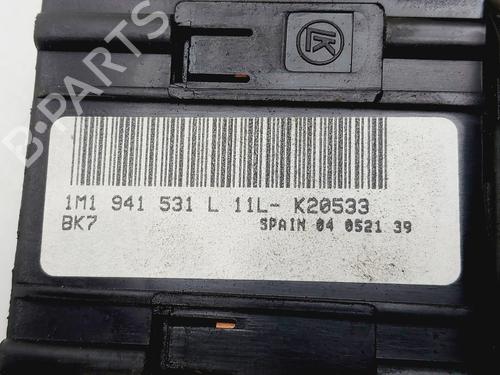 B-PARTS
1M1 941 531 L 11L- K20533
BK7 SPAIN 04 0521 39